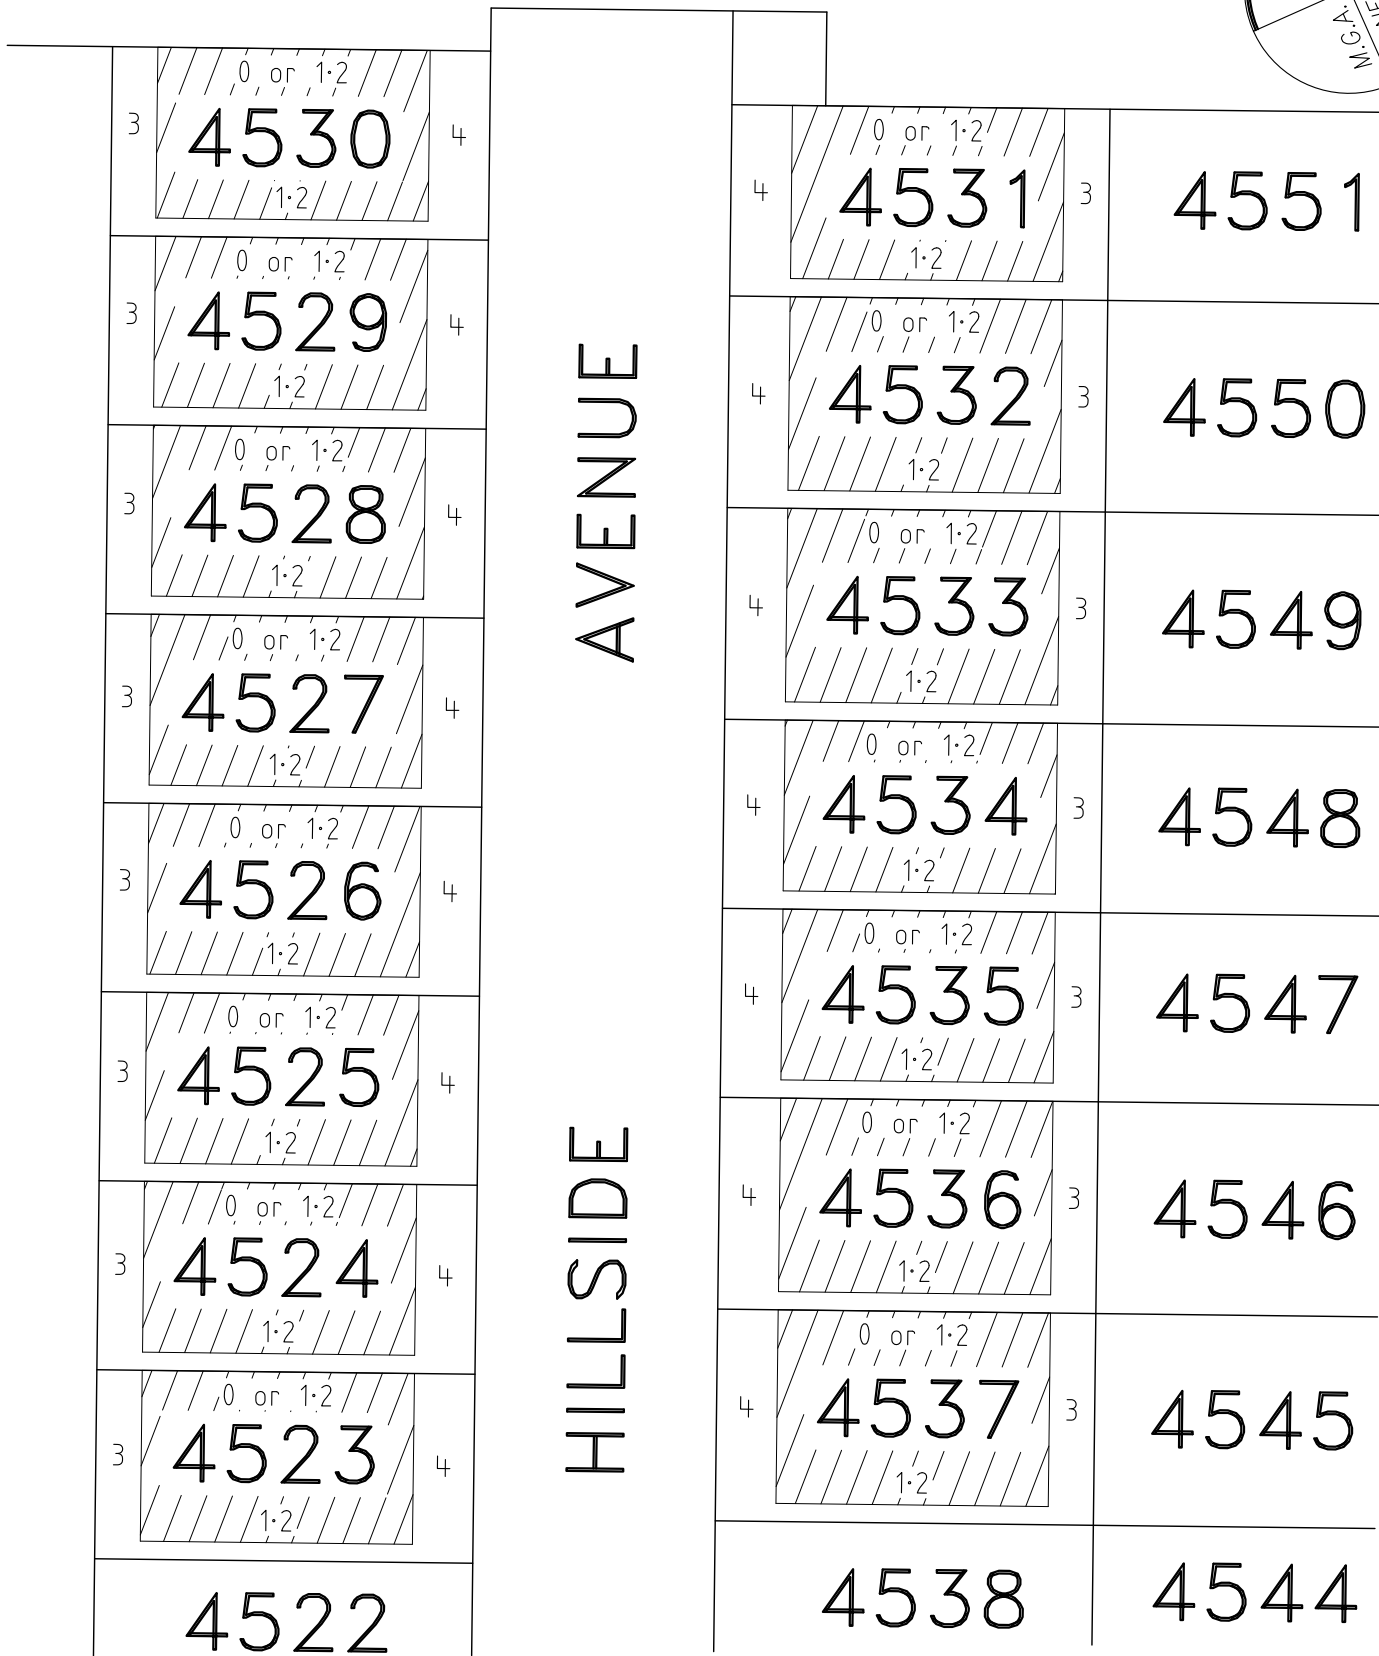 M.G.A.
0 or 1·2
3 4530 4
1·2
0 or 1·2
3 4529 4
1·2
0 or 1·2
3 4528 4
1·2
0 or 1·2
3 4527 4
1·2
0 or 1·2
3 4526 4
1·2
0 or 1·2
3 4525 4
1·2
0 or 1·2
3 4524 4
1·2
0 or 1·2
3 4523 4
1·2
4522
HILLSIDE AVENUE
0 or 1·2
4 4531 3
1·2
0 or 1·2
4 4532 3
1·2
0 or 1·2
4 4533 3
1·2
0 or 1·2
4 4534 3
1·2
0 or 1·2
4 4535 3
1·2
0 or 1·2
4 4536 3
1·2
0 or 1·2
4 4537 3
1·2
4538
4551
4550
4549
4548
4547
4546
4545
4544